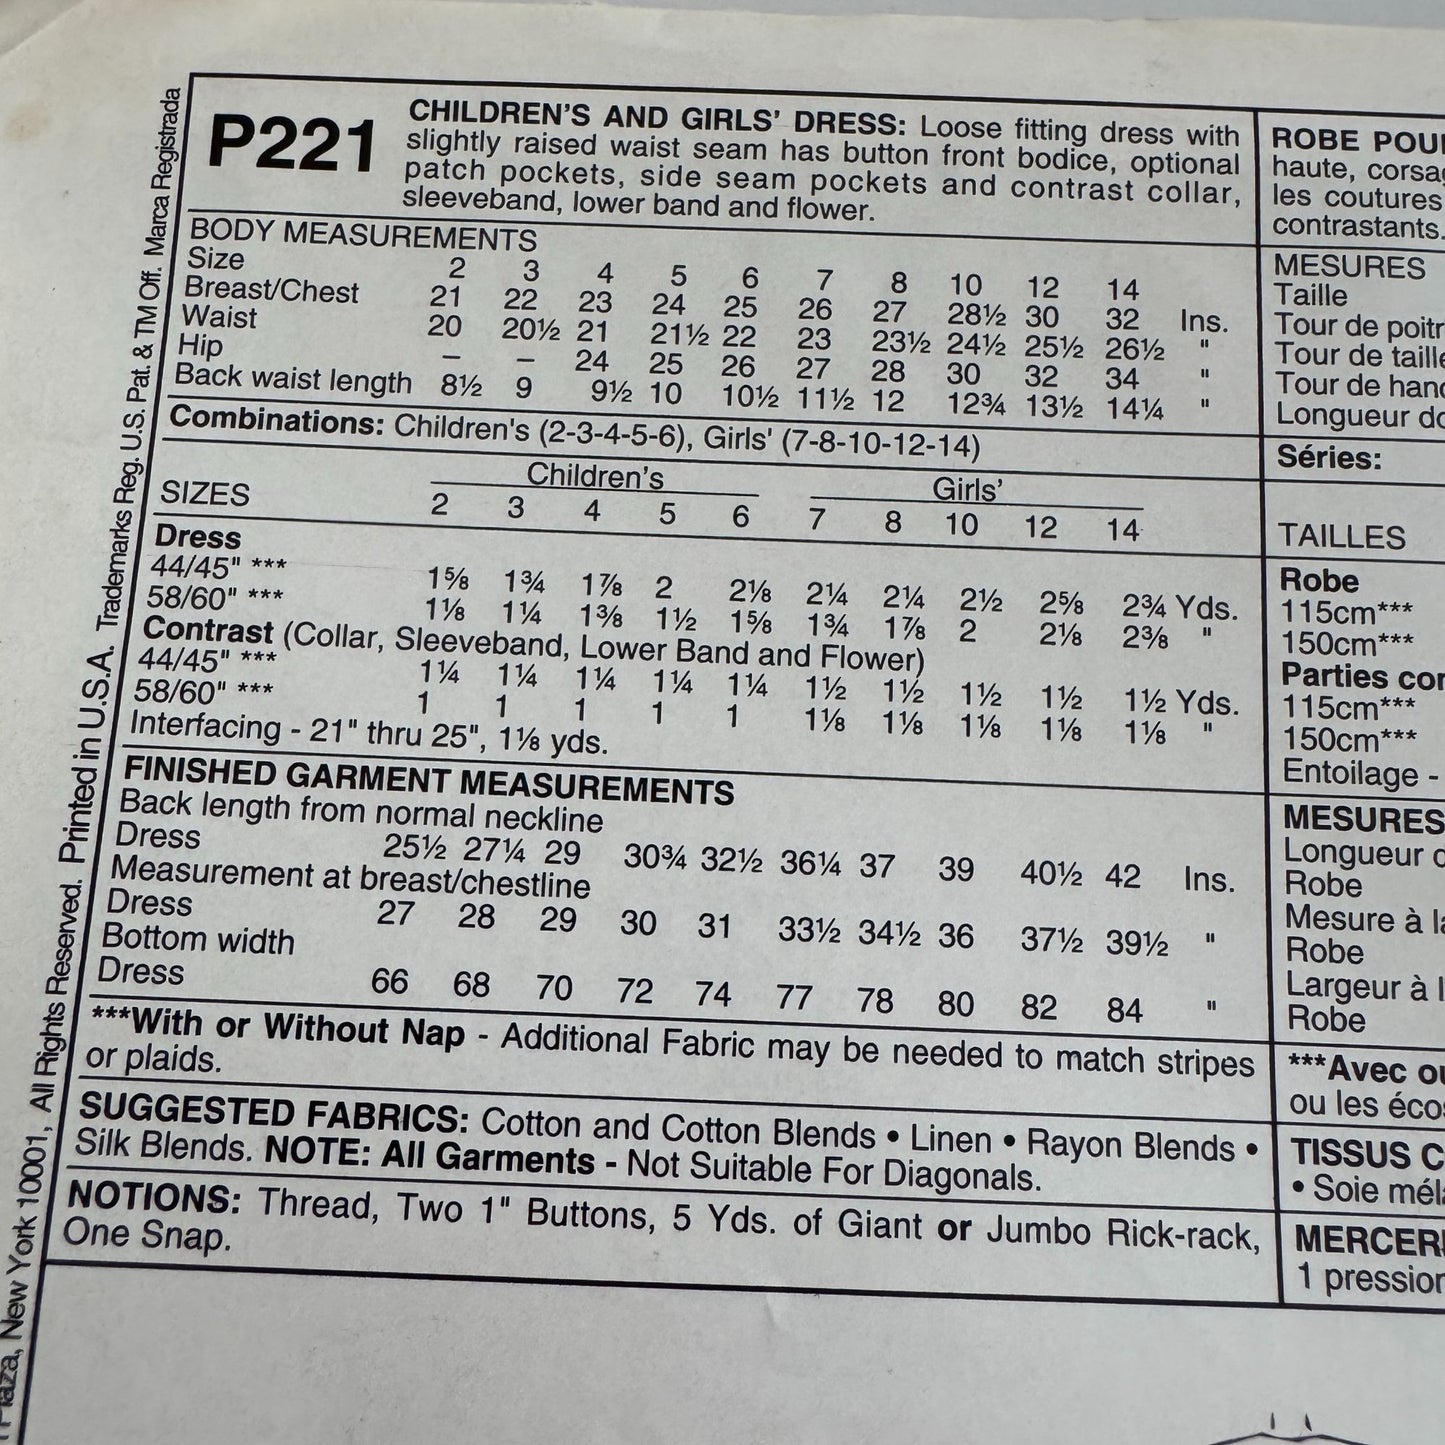 P221
CHILDREN'S AND GIRLS' DRESS: Loose fitting dress with
slightly raised waist seam has button front bodice, optional
patch pockets, side seam pockets and contrast collar,
sleeveband, lower band and flower.
BODY MEASUREMENTS
Size 2 3 4 5 6 7 8 10 12 14
Breast/Chest 21 22 23 24 25 26 27 28½ 30 32 Ins.
Waist 20 20½ 21 21½ 22 23 23½ 24½ 25½ 26½ "
Hip – – 24 25 26 27 28 30 32 34 "
Back waist length 8½ 9 9½ 10 10½ 11½ 12 12¾ 13½ 14¼ "
Combinations: Children's (2-3-4-5-6), Girls' (7-8-10-12-14)
Children's Girls'
SIZES 2 3 4 5 6 7 8 10 12 14
Dress
44/45" *** 1⅝ 1¾ 1⅞ 2 2⅛ 2¼ 2¼ 2½ 2⅝ 2¾ Yds.
58/60" *** 1⅛ 1¼ 1⅜ 1½ 1⅝ 1¾ 1⅞ 2 2⅛ 2⅜ "
Contrast (Collar, Sleeveband, Lower Band and Flower)
44/45" *** 1¼ 1¼ 1¼ 1¼ 1¼ 1½ 1½ 1½ 1½ 1½ Yds.
58/60" *** 1 1 1 1 1 1⅛ 1⅛ 1⅛ 1⅛ 1⅛ "
Interfacing - 21" thru 25", 1⅛ yds.
FINISHED GARMENT MEASUREMENTS
Back length from normal neckline
Dress 25½ 27¼ 29 30¾ 32½ 36¼ 37 39 40½ 42 Ins.
Measurement at breast/chestline
Dress 27 28 29 30 31 33½ 34½ 36 37½ 39½ "
Bottom width
Dress 66 68 70 72 74 77 78 80 82 84 "
***With or Without Nap - Additional Fabric may be needed to match stripes
or plaids.
SUGGESTED FABRICS: Cotton and Cotton Blends • Linen • Rayon Blends •
Silk Blends. NOTE: All Garments - Not Suitable For Diagonals.
NOTIONS: Thread, Two 1" Buttons, 5 Yds. of Giant or Jumbo Rick-rack,
One Snap.
ROBE POU
haute, corsa
les coutures
contrastants.
MESURES
Taille
Tour de poitr
Tour de taille
Tour de han
Longueur d
Séries:
TAILLES
Robe
115cm***
150cm***
Parties co
115cm***
150cm***
Entoilage -
MESURES
Longueur
Robe
Mesure à la
Robe
Largeur à l
Robe
***Avec ou
ou les éco
TISSUS C
• Soie mél
MERCER
1 pression
Plaza, New York 10001, All Rights Reserved. Printed in U.S.A. Trademarks Reg. U.S. Pat. & TM Off. Marca Registrada